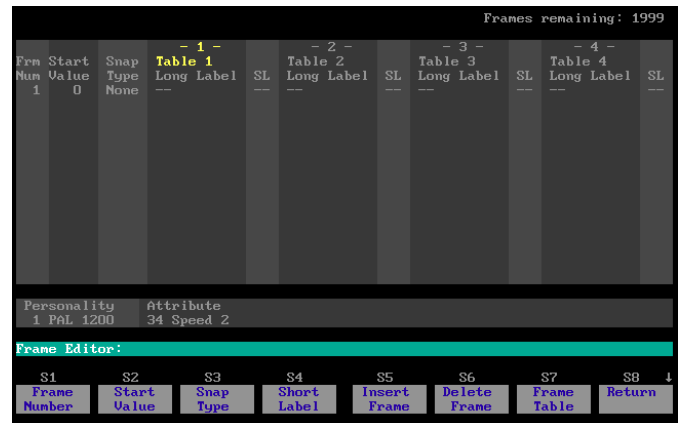 Frames remaining: 1999
- 1 - - 2 - - 3 - - 4 -
Frm Start Snap Table 1 Table 2 Table 3 Table 4
Num Value Type Long Label SL Long Label SL Long Label SL Long Label SL
1 0 None -- -- -- -- -- -- -- --
Personality Attribute
1 PAL 1200 34 Speed 2
Frame Editor:
S1 S2 S3 S4 S5 S6 S7 S8 ↓
Frame Start Snap Short Insert Delete Frame Return
Number Value Type Label Frame Frame Table